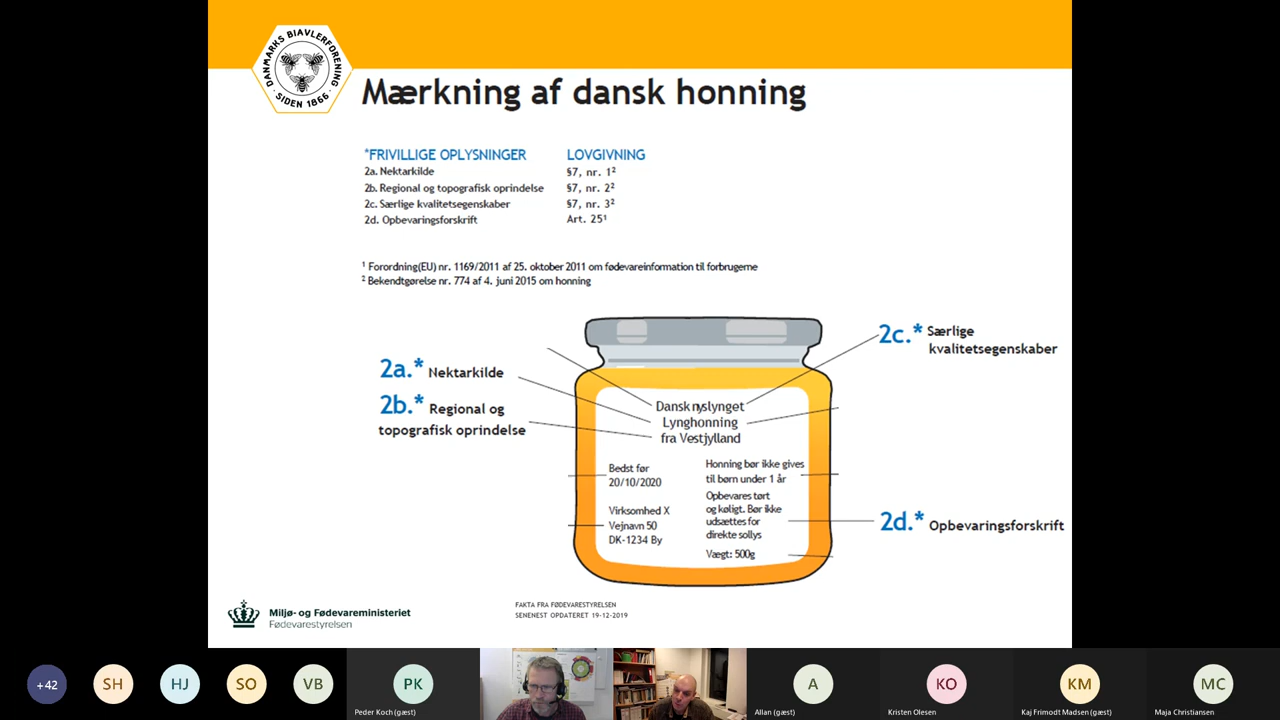 DANMARKS BIAVLERFORENING
· SIDEN 1866 ·
Mærkning af dansk honning
*FRIVILLIGE OPLYSNINGER LOVGIVNING
2a. Nektarkilde §7, nr. 1²
2b. Regional og topografisk oprindelse §7, nr. 2²
2c. Særlige kvalitetsegenskaber §7, nr. 3²
2d. Opbevaringsforskrift Art. 25¹
¹ Forordning(EU) nr. 1169/2011 af 25. oktober 2011 om fødevareinformation til forbrugerne
² Bekendtgørelse nr. 774 af 4. juni 2015 om honning
2a.* Nektarkilde
2b.* Regional og
topografisk oprindelse
2c.* Særlige
kvalitetsegenskaber
2d.* Opbevaringsforskrift
Dansk nyslynget
Lynghonning
fra Vestjylland
Bedst før
20/10/2020
Virksomhed X
Vejnavn 50
DK-1234 By
Honning bør ikke gives
til børn under 1 år
Opbevares tørt
og køligt. Bør ikke
udsættes for
direkte sollys
Vægt: 500g
Miljø- og Fødevareministeriet
Fødevarestyrelsen
FAKTA FRA FØDEVARESTYRELSEN
SENENEST OPDATERET 19-12-2019
+42
SH
HJ
SO
VB
PK
Peder Koch (gæst)
A
Allan (gæst)
KO
Kristen Olesen
KM
Kaj Frimodt Madsen (gæst)
MC
Maja Christiansen